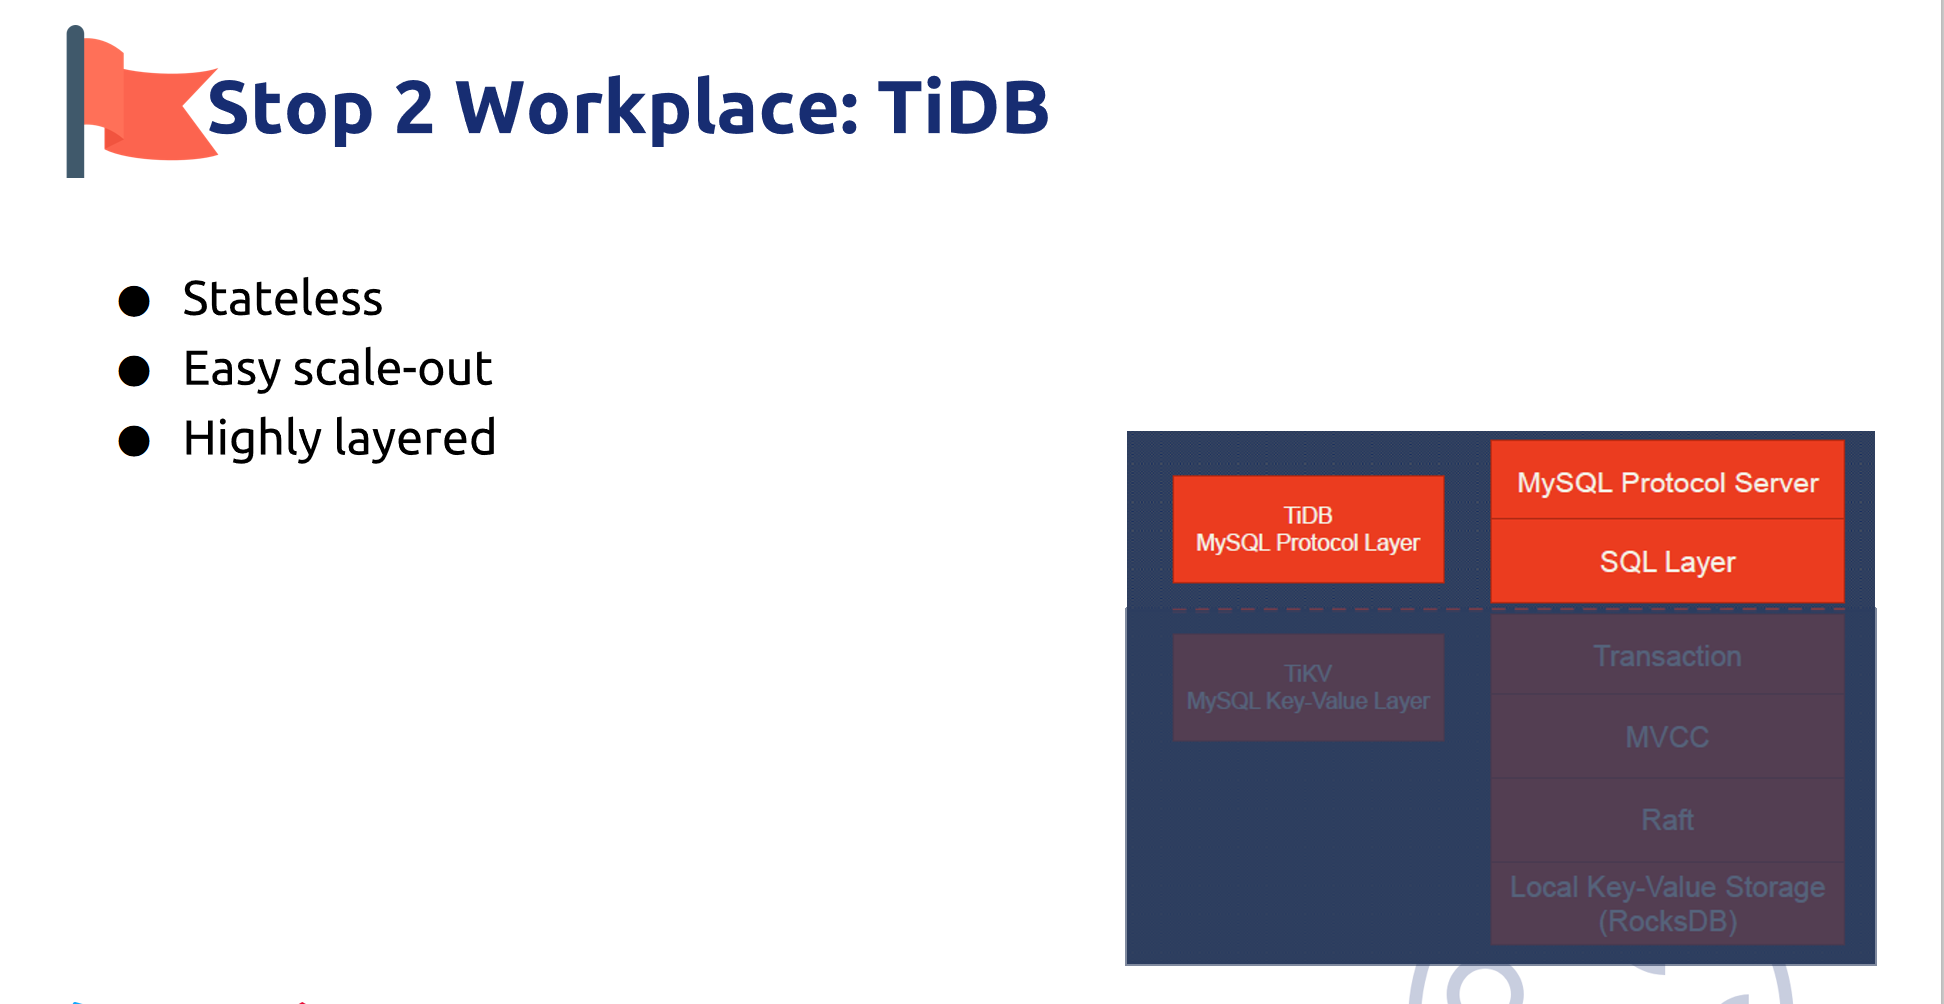 Stop 2 Workplace: TiDB
● Stateless
● Easy scale-out
● Highly layered
TiDB
MySQL Protocol Layer
MySQL Protocol Server
SQL Layer
TiKV
MySQL Key-Value Layer
Transaction
MVCC
Raft
Local Key-Value Storage
(RocksDB)